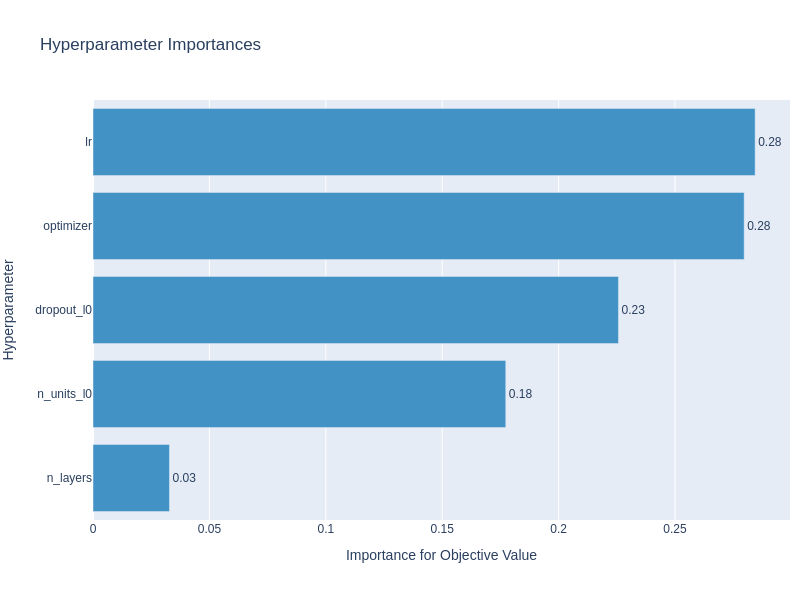 Hyperparameter Importances
Hyperparameter
lr
0.28
optimizer
0.28
dropout_l0
0.23
n_units_l0
0.18
n_layers
0.03
0
0.05
0.1
0.15
0.2
0.25
Importance for Objective Value